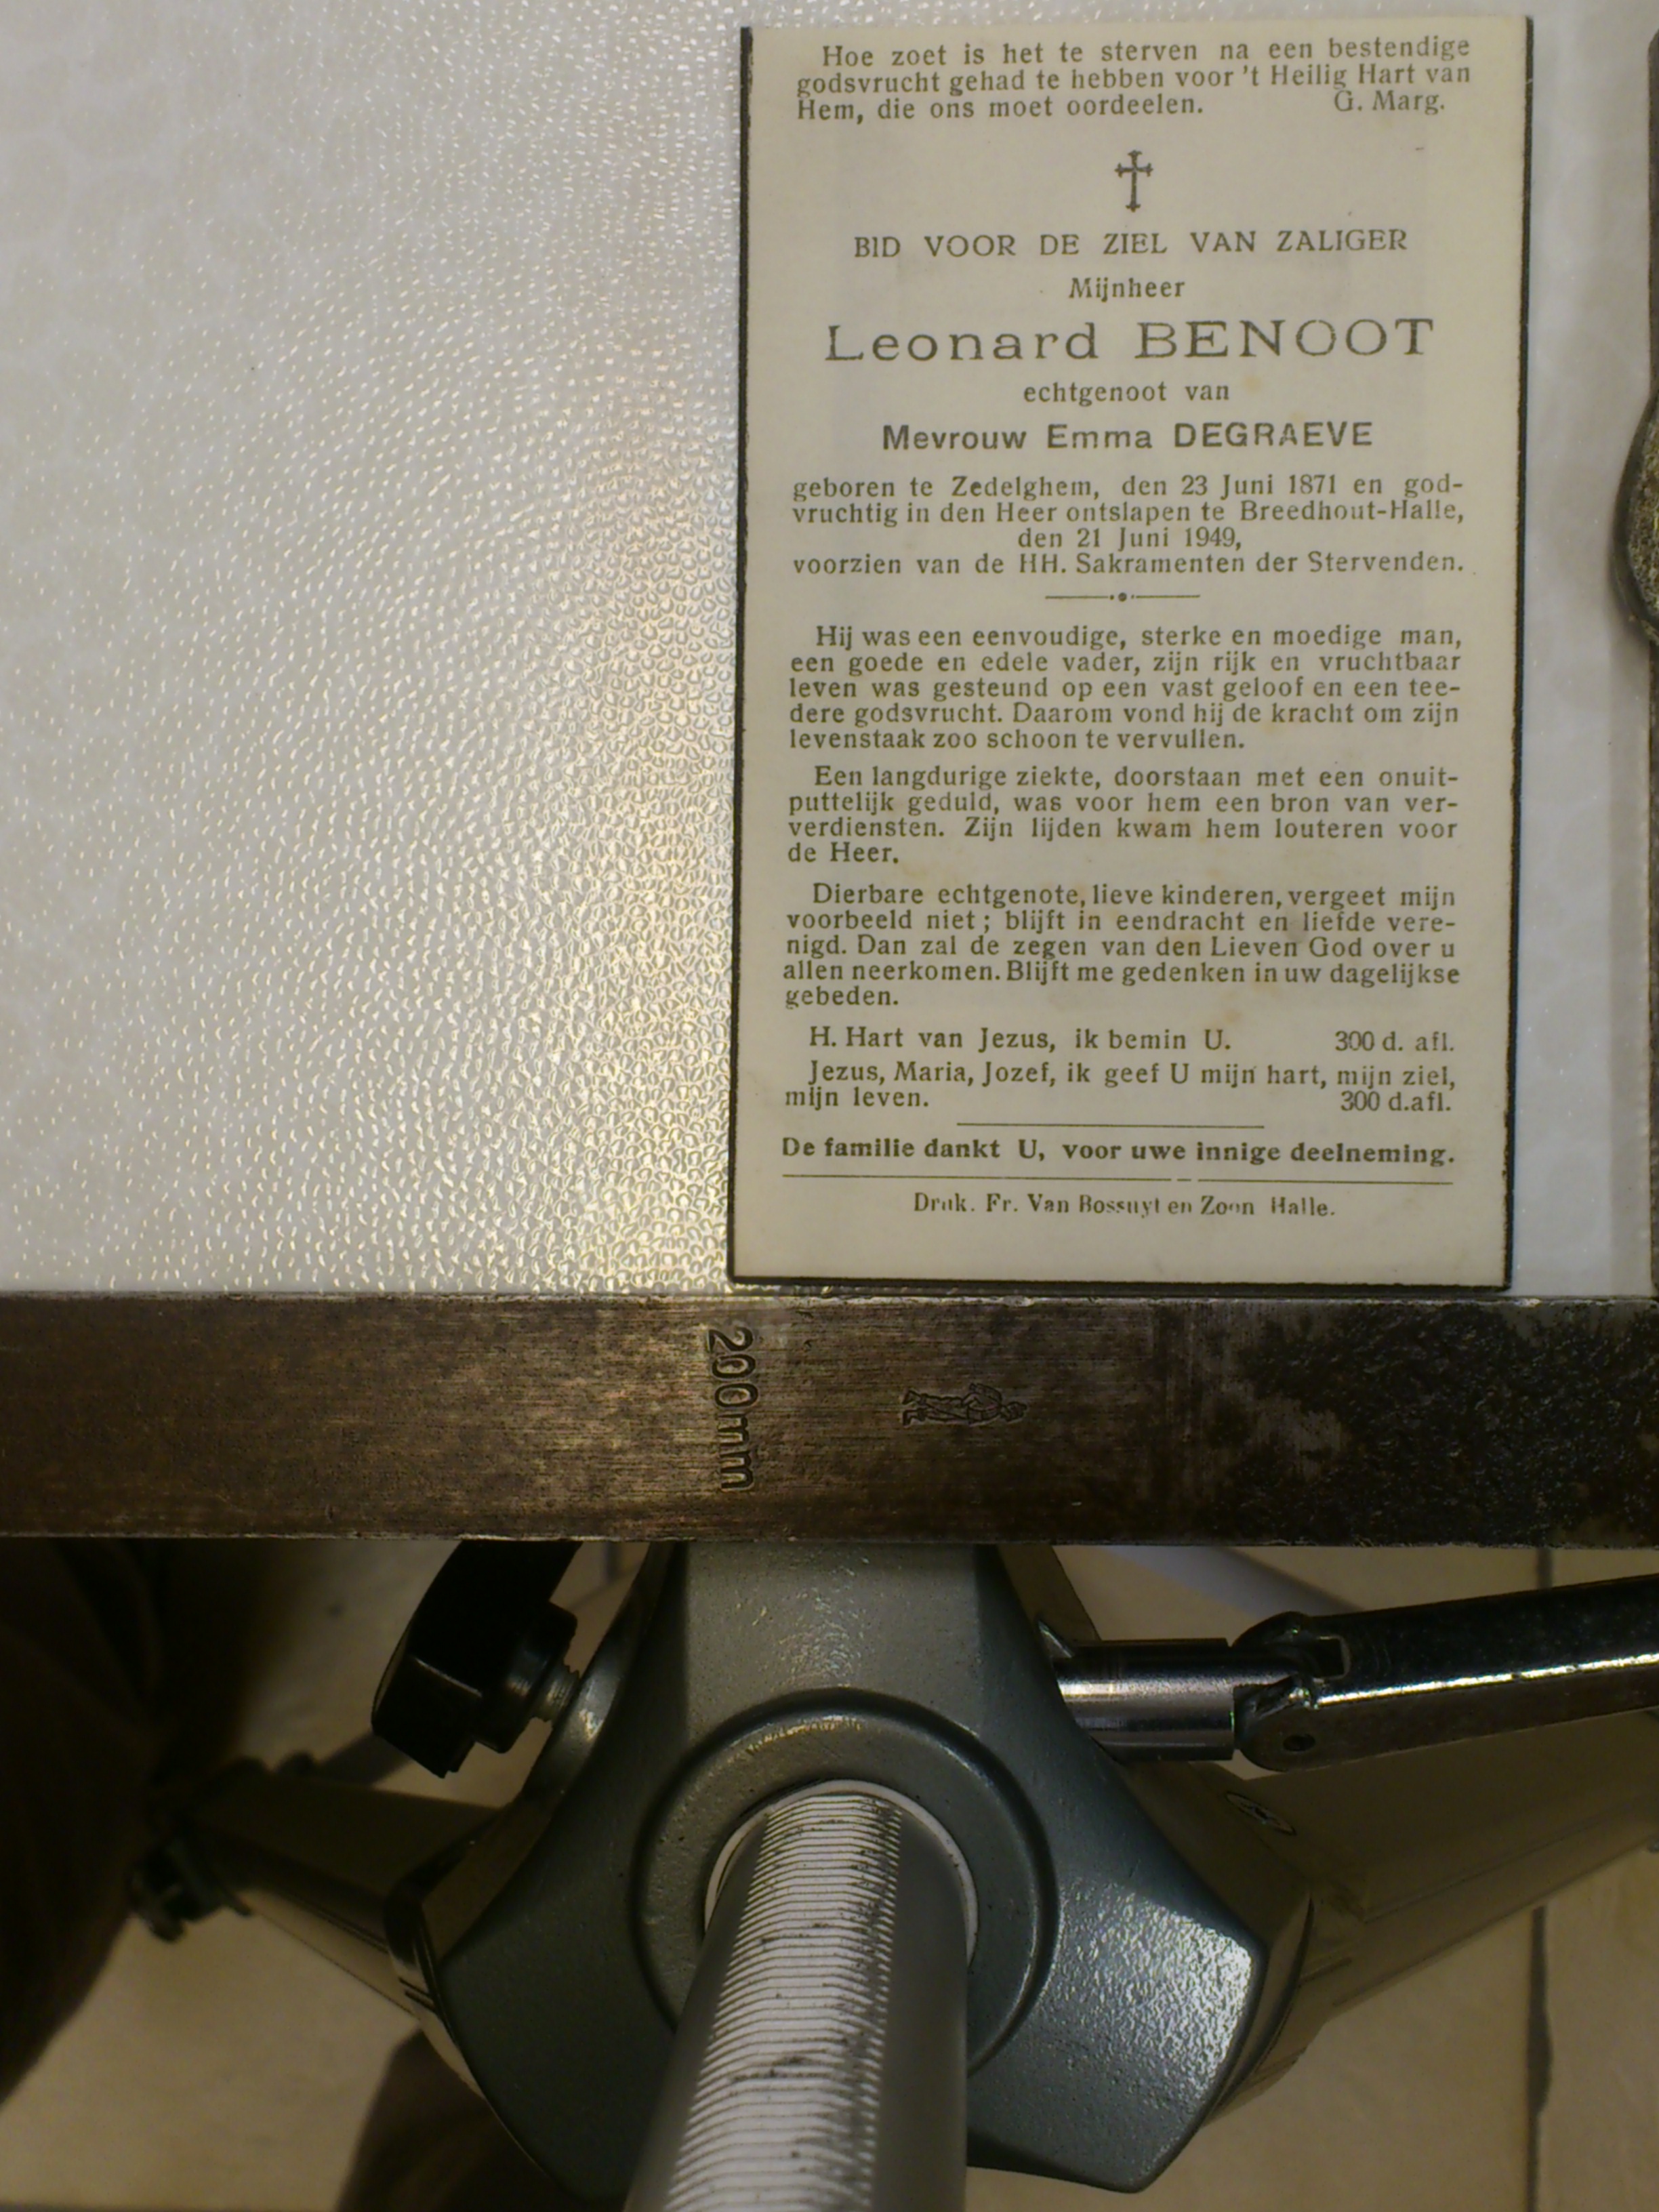 Hoe zoet is het te sterven na een bestendige
godsvrucht gehad te hebben voor 't Heilig Hart van
Hem, die ons moet oordeelen. G. Marg.
BID VOOR DE ZIEL VAN ZALIGER
Mijnheer
Leonard BENOOT
echtgenoot van
Mevrouw Emma DEGRAEVE
geboren te Zedelghem, den 23 Juni 1871 en god-
vruchtig in den Heer ontslapen te Breedhout-Halle,
den 21 Juni 1949,
voorzien van de HH. Sakramenten der Stervenden.
Hij was een eenvoudige, sterke en moedige man,
een goede en edele vader, zijn rijk en vruchtbaar
leven was gesteund op een vast geloof en een tee-
dere godsvrucht. Daarom vond hij de kracht om zijn
levenstaak zoo schoon te vervullen.
Een langdurige ziekte, doorstaan met een onuit-
puttelijk geduld, was voor hem een bron van ver-
verdiensten. Zijn lijden kwam hem louteren voor
de Heer.
Dierbare echtgenote, lieve kinderen, vergeet mijn
voorbeeld niet ; blijft in eendracht en liefde vere-
nigd. Dan zal de zegen van den Lieven God over u
allen neerkomen. Blijft me gedenken in uw dagelijkse
gebeden.
H. Hart van Jezus, ik bemin U. 300 d. afl.
Jezus, Maria, Jozef, ik geef U mijn hart, mijn ziel,
mijn leven. 300 d.afl.
De familie dankt U, voor uwe innige deelneming.
Druk. Fr. Van Bossuyt en Zoon Halle.
200mm